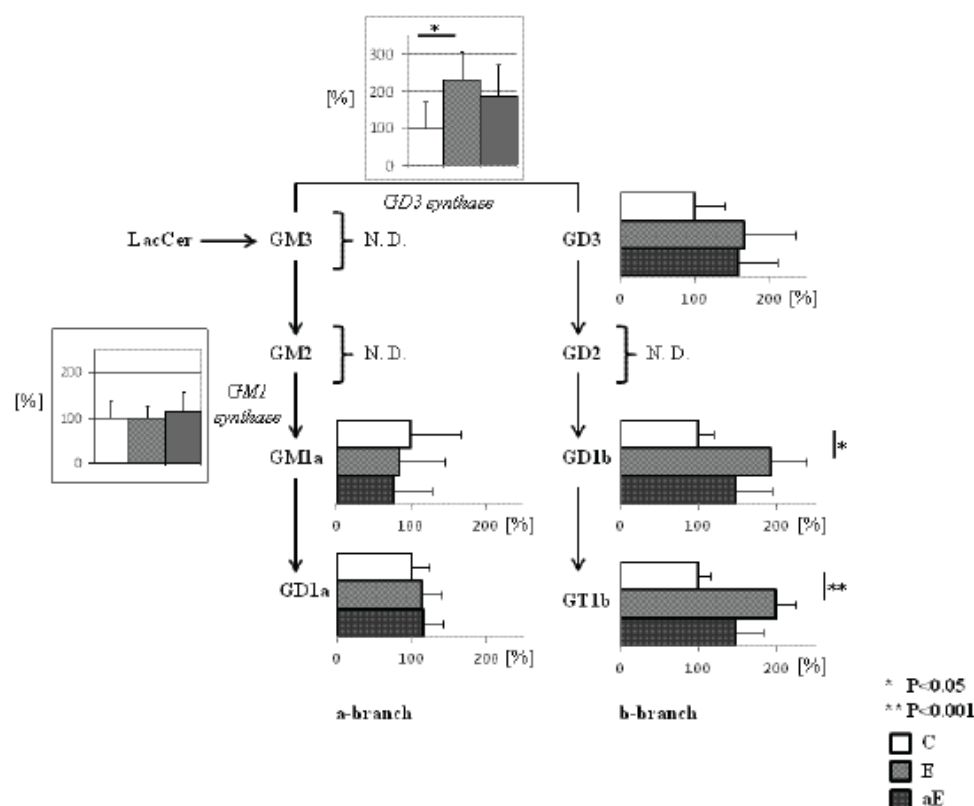 *
300
200
100
0
[%]
GD3 synthase
LacCer
GM3
N. D.
GD3
0 100 200 [%]
GM2
N. D.
GD2
N. D.
[%]
200
100
0
GM1
synthase
GM1a
0 100 200 [%]
GD1b
*
0 100 200 [%]
GD1a
0 100 200 [%]
GT1b
**
0 100 200 [%]
a-branch
b-branch
* P<0.05
** P<0.001
C
E
aE